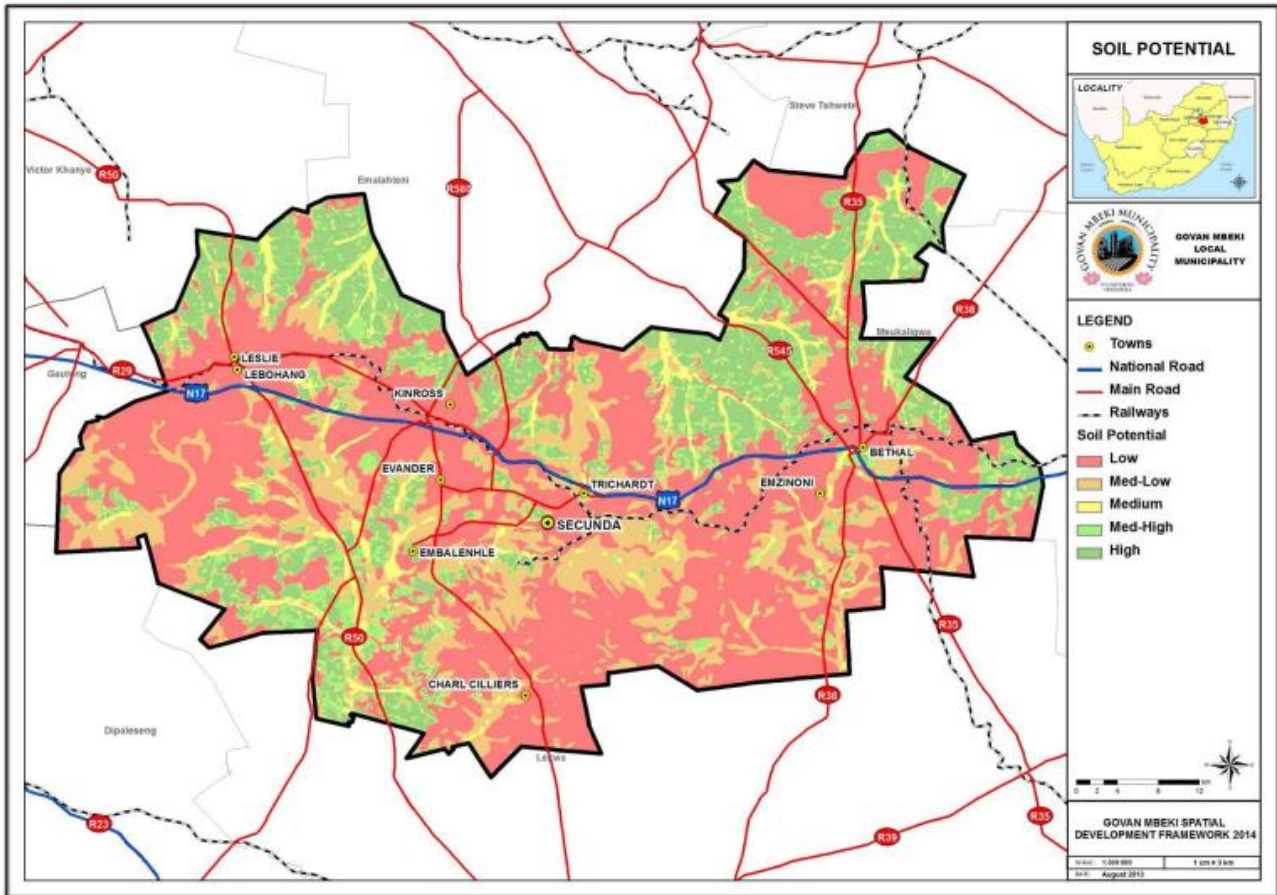 SOIL POTENTIAL
LOCALITY
GOVAN MBEKI MUNICIPALITY
GOVAN MBEKI
LOCAL
MUNICIPALITY
LEGEND
Towns
National Road
Main Road
Railways
Soil Potential
Low
Med-Low
Medium
Med-High
High
km
0 2 4 8 12
GOVAN MBEKI SPATIAL
DEVELOPMENT FRAMEWORK 2014
1 cm = 3 km
DATE: August 2013
Steve Tshwete
Victor Khanye
R50
Emalahleni
R580
R35
R38
Msukaligwa
R545
LESLIE
LEBOHANG
R29
Gauteng
N17
KINROSS
BETHAL
EVANDER
TRICHARDT
EMZINONI
N17
SECUNDA
EMBALENHLE
R50
R35
CHARL CILLIERS
R38
Dipaleseng
Lekwa
R23
R39
R35